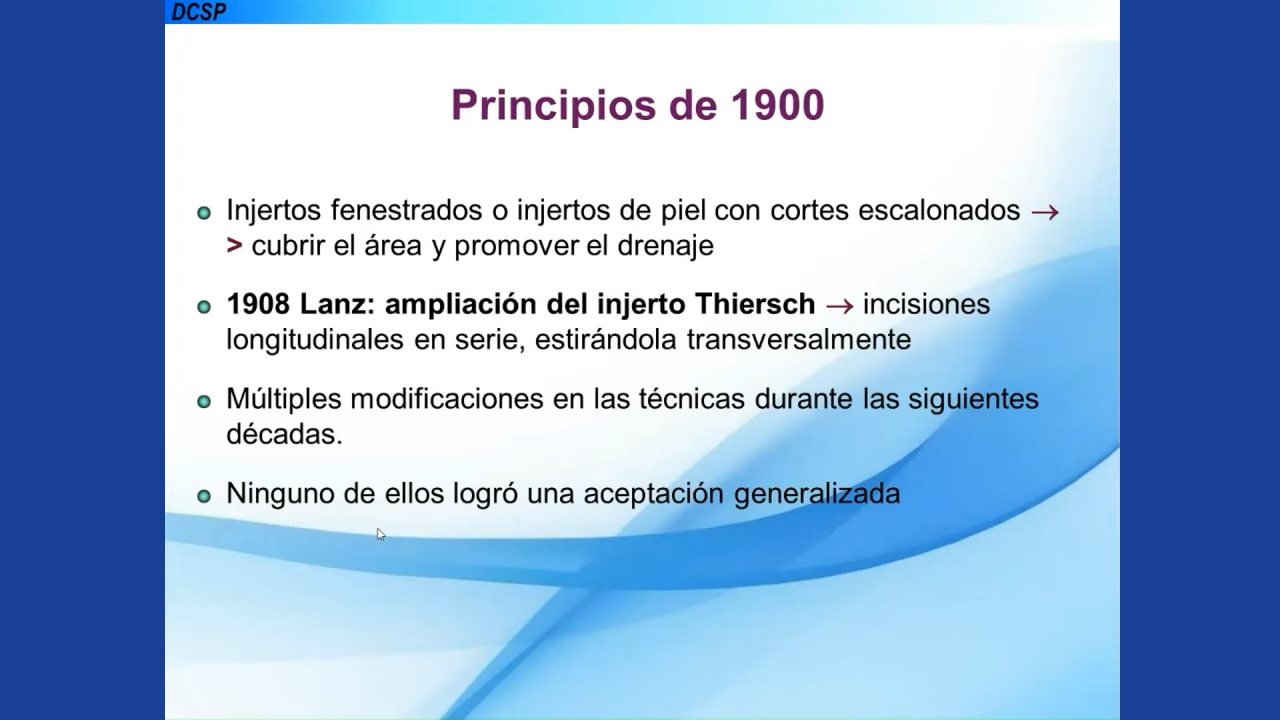 DCSP
Principios de 1900
Injertos fenestrados o injertos de piel con cortes escalonados →
> cubrir el área y promover el drenaje
1908 Lanz: ampliación del injerto Thiersch → incisiones
longitudinales en serie, estirándola transversalmente
Múltiples modificaciones en las técnicas durante las siguientes
décadas.
Ninguno de ellos logró una aceptación generalizada